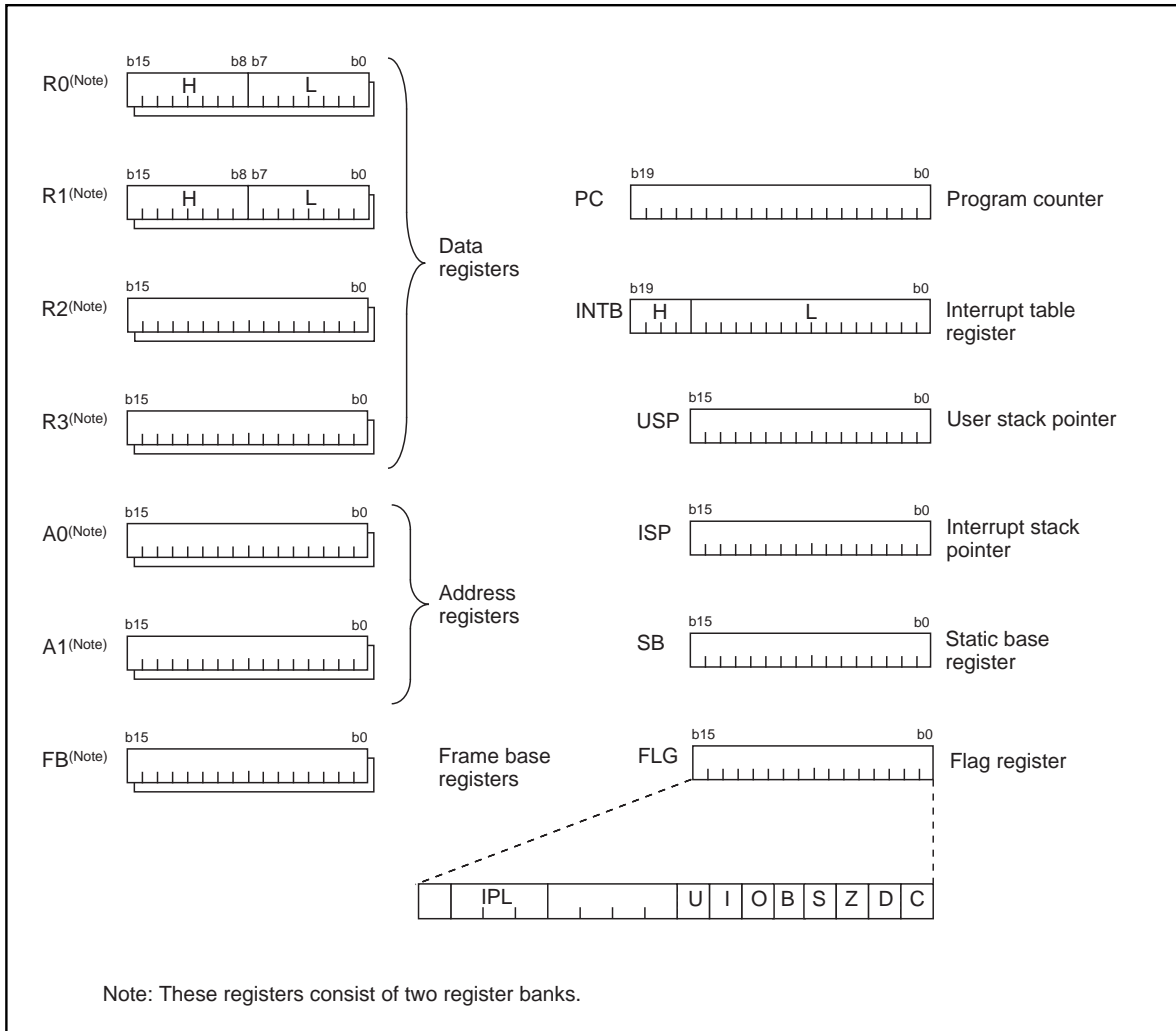 b15 b8 b7 b0
R0(Note) H L
b15 b8 b7 b0
R1(Note) H L
b15 b0
R2(Note)
b15 b0
R3(Note)
Data
registers
b15 b0
A0(Note)
b15 b0
A1(Note)
Address
registers
b15 b0
FB(Note)
Frame base
registers
b19 b0
PC Program counter
b19 b0
INTB H L Interrupt table
register
b15 b0
USP User stack pointer
b15 b0
ISP Interrupt stack
pointer
b15 b0
SB Static base
register
b15 b0
FLG Flag register
IPL U I O B S Z D C
Note: These registers consist of two register banks.